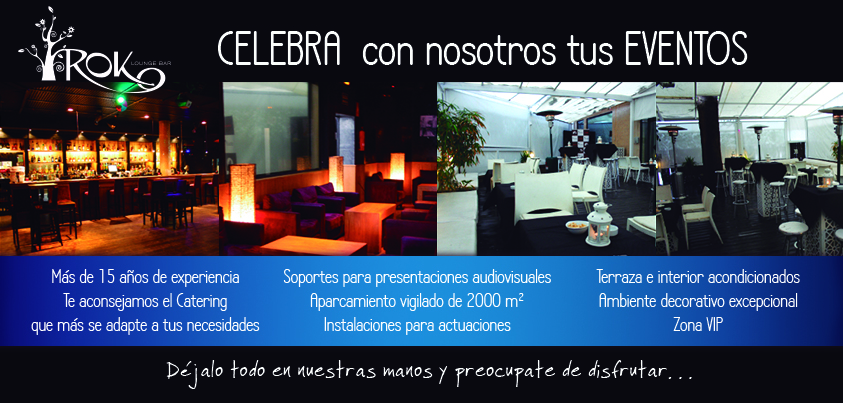 ROK
LOUNGE BAR
CELEBRA con nosotros tus EVENTOS
Más de 15 años de experiencia
Te aconsejamos el Catering
que más se adapte a tus necesidades
Soportes para presentaciones audiovisuales
Aparcamiento vigilado de 2000 m²
Instalaciones para actuaciones
Terraza e interior acondicionados
Ambiente decorativo excepcional
Zona VIP
Déjalo todo en nuestras manos y preocupate de disfrutar...